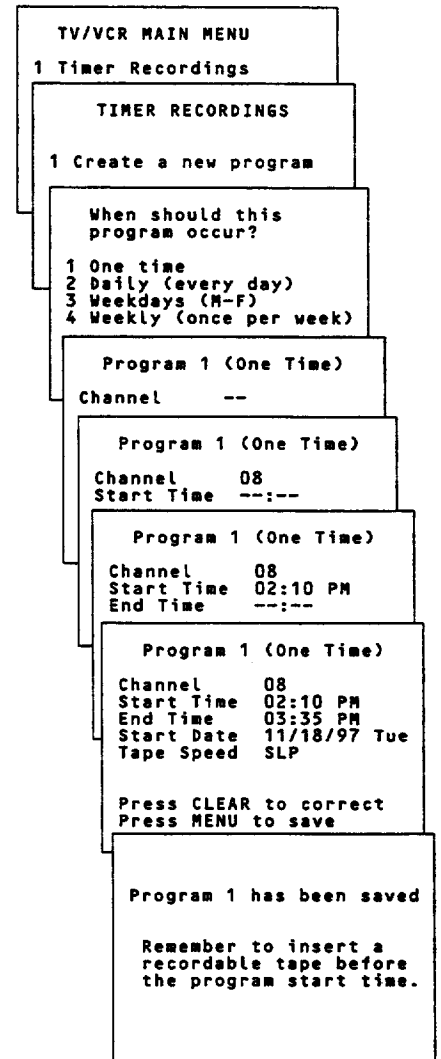 TV/VCR MAIN MENU
1 Timer Recordings
TIMER RECORDINGS
1 Create a new program
When should this
program occur?
1 One time
2 Daily (every day)
3 Weekdays (M-F)
4 Weekly (once per week)
Program 1 (One Time)
Channel --
Program 1 (One Time)
Channel 08
Start Time --:--
Program 1 (One Time)
Channel 08
Start Time 02:10 PM
End Time --:--
Program 1 (One Time)
Channel 08
Start Time 02:10 PM
End Time 03:35 PM
Start Date 11/18/97 Tue
Tape Speed SLP
Press CLEAR to correct
Press MENU to save
Program 1 has been saved
Remember to insert a
recordable tape before
the program start time.